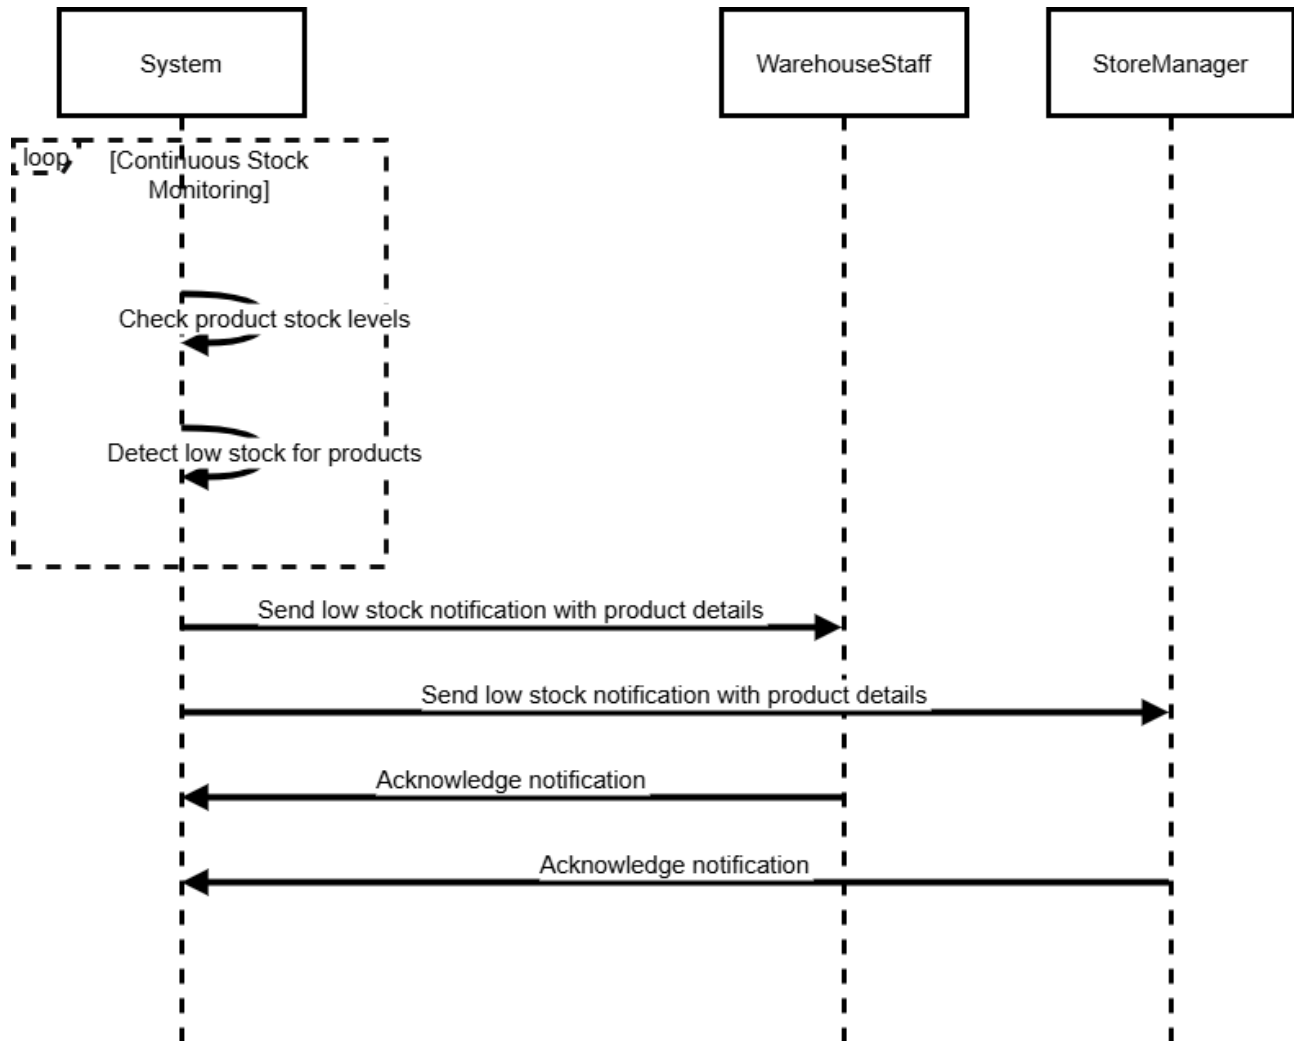 System
WarehouseStaff
StoreManager
loop
[Continuous Stock
Monitoring]
Check product stock levels
Detect low stock for products
Send low stock notification with product details
Send low stock notification with product details
Acknowledge notification
Acknowledge notification